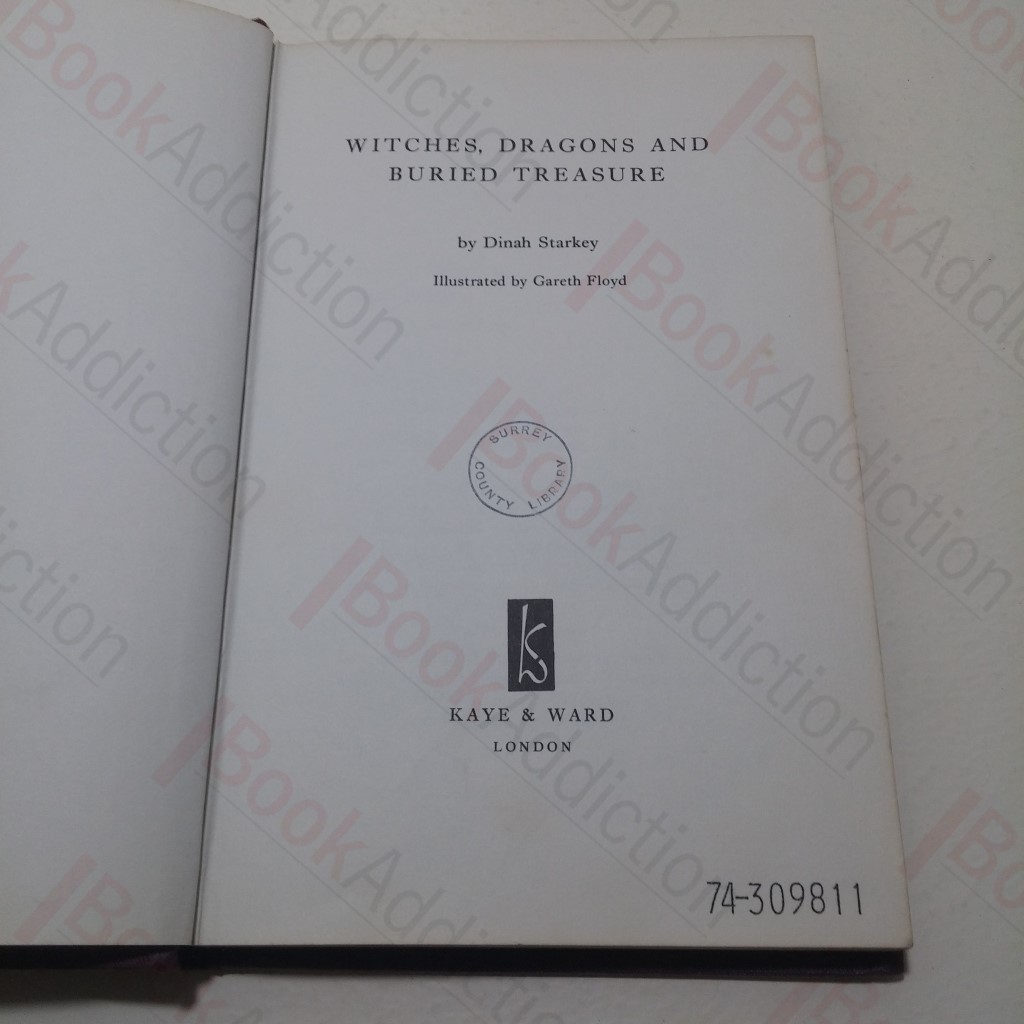 WITCHES, DRAGONS AND
BURIED TREASURE
by Dinah Starkey
Illustrated by Gareth Floyd
SURREY
COUNTY LIBRARY
k
KAYE & WARD
LONDON
74-309811
BookAddiction